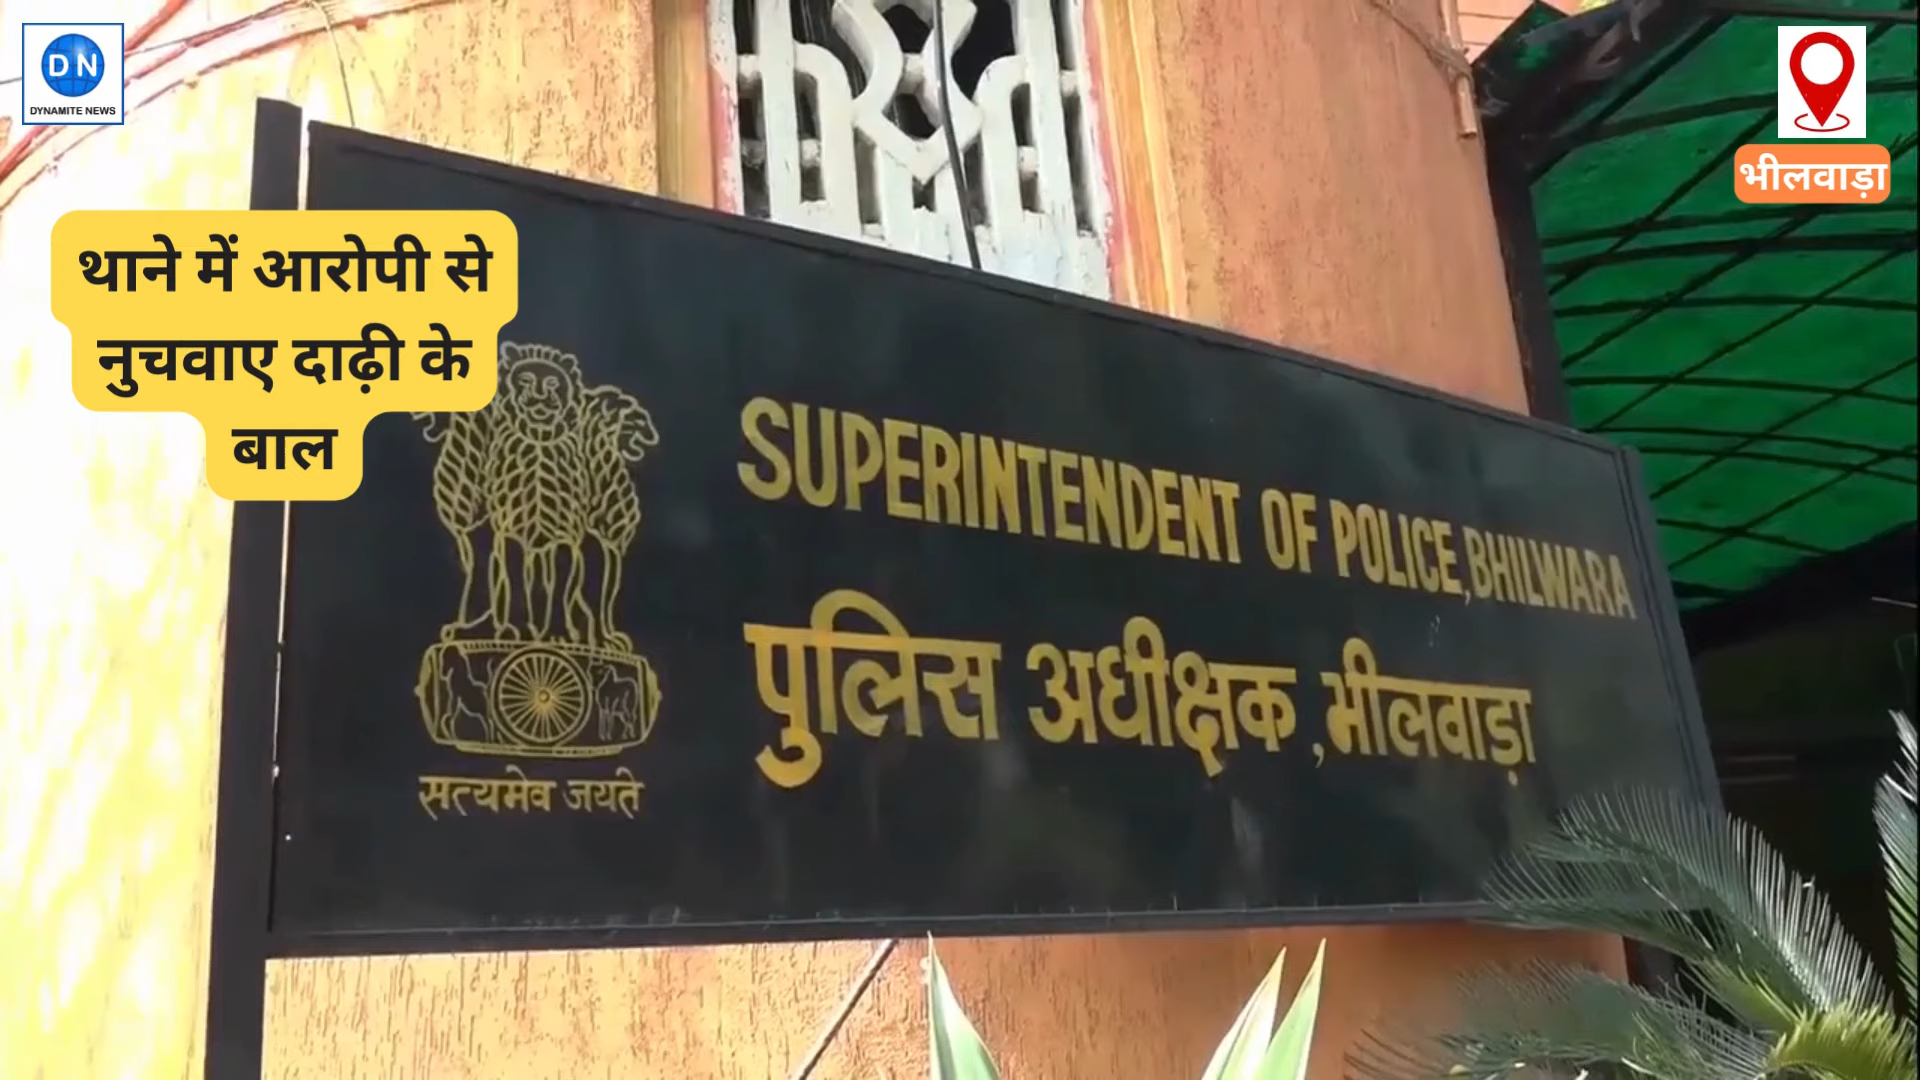 DN
DYNAMITE NEWS
भीलवाड़ा
थाने में आरोपी से
नुचवाए दाढ़ी के
बाल
SUPERINTENDENT OF POLICE, BHILWARA
पुलिस अधीक्षक, भीलवाड़ा
सत्यमेव जयते